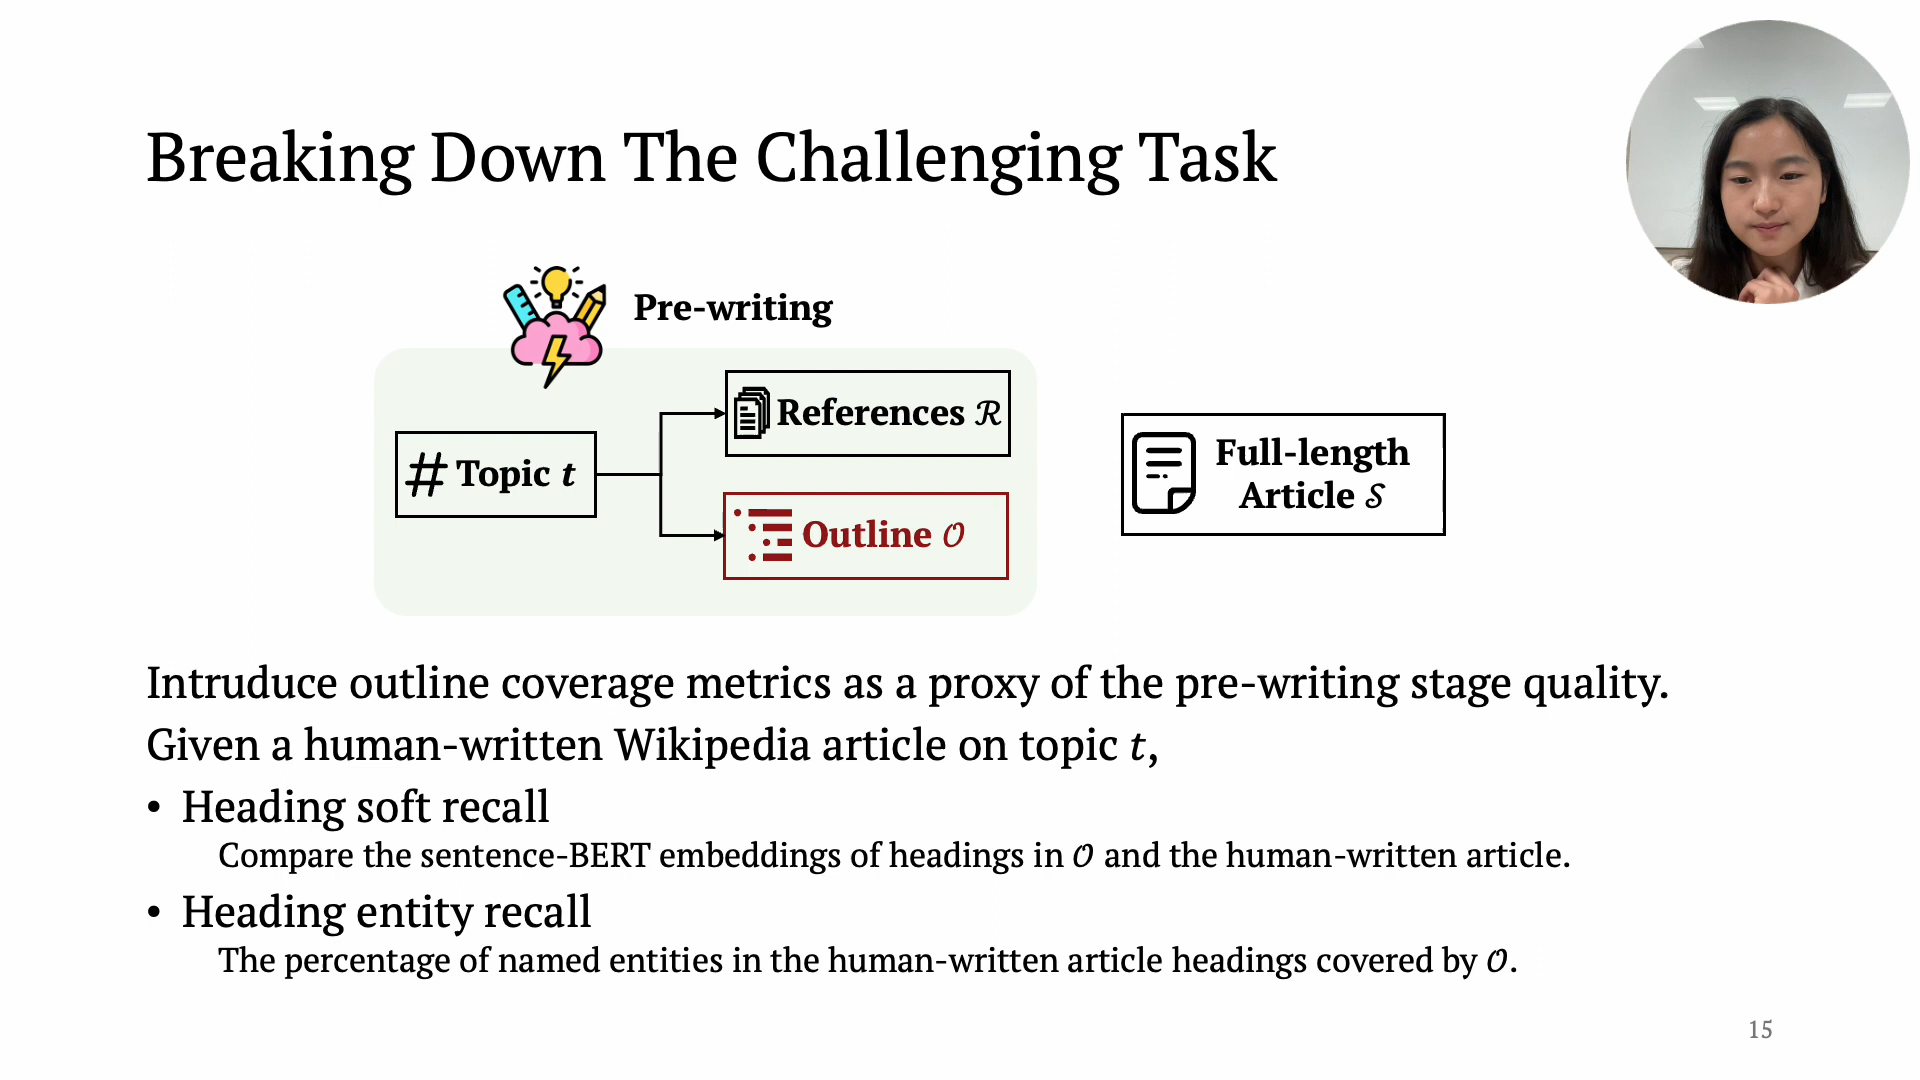 Breaking Down The Challenging Task
Pre-writing
References ℛ
# Topic t
Outline 𝒪
Full-length
Article 𝒮
Intruduce outline coverage metrics as a proxy of the pre-writing stage quality.
Given a human-written Wikipedia article on topic t,
• Heading soft recall
Compare the sentence-BERT embeddings of headings in 𝒪 and the human-written article.
• Heading entity recall
The percentage of named entities in the human-written article headings covered by 𝒪.
15